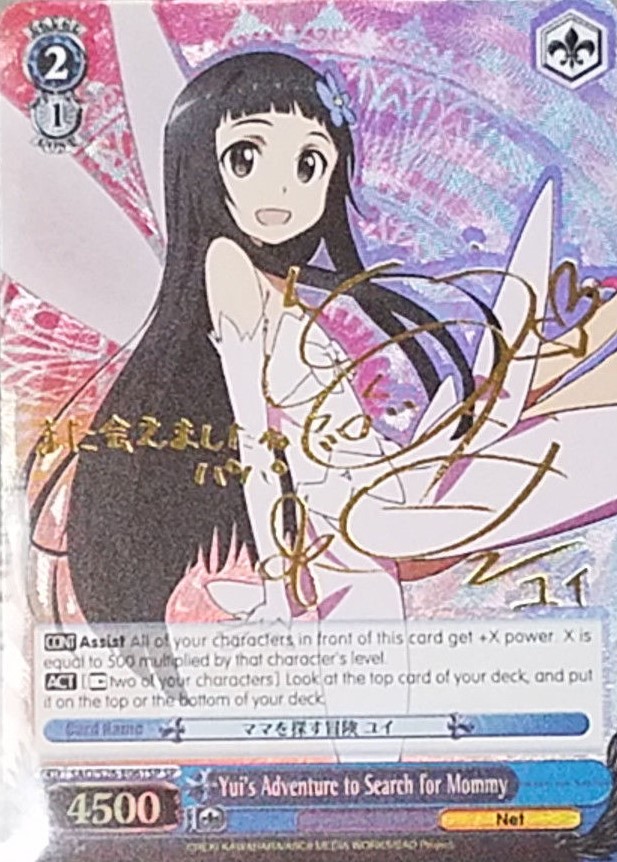 LEVEL
2
1
COST
また会えましたね
パパ。
ユイ
CONT Assist All of your characters in front of this card get +X power. X is
equal to 500 multiplied by that character's level.
ACT [two of your characters] Look at the top card of your deck, and put
it on the top or the bottom of your deck.
Card Name
ママを探す冒険 ユイ
Yui's Adventure to Search for Mommy
4500
Net